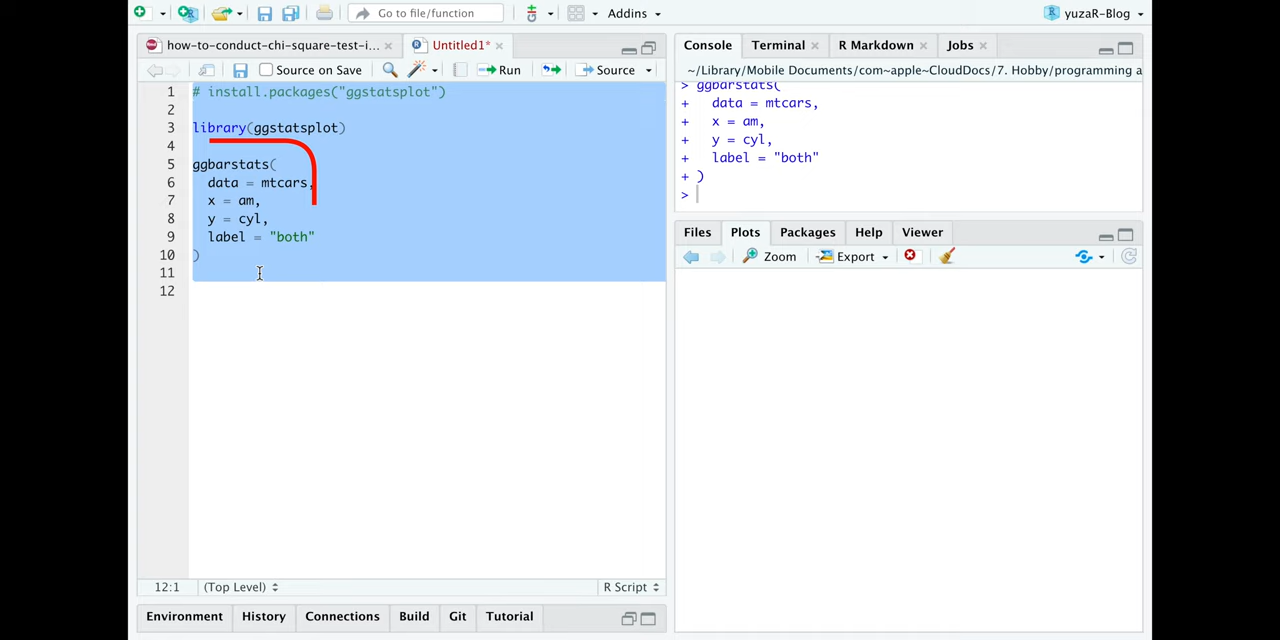 Go to file/function
Addins
yuzaR-Blog
how-to-conduct-chi-square-test-i...
Untitled1*
Source on Save
Run
Source
1 # install.packages("ggstatsplot")
2
3 library(ggstatsplot)
4
5 ggbarstats(
6 data = mtcars,
7 x = am,
8 y = cyl,
9 label = "both"
10 )
11
12
12:1 (Top Level) R Script
Environment History Connections Build Git Tutorial
Console Terminal R Markdown Jobs
~/Library/Mobile Documents/com~apple~CloudDocs/7. Hobby/programming a
> ggbarstats(
+ data = mtcars,
+ x = am,
+ y = cyl,
+ label = "both"
+ )
>
Files Plots Packages Help Viewer
Zoom Export